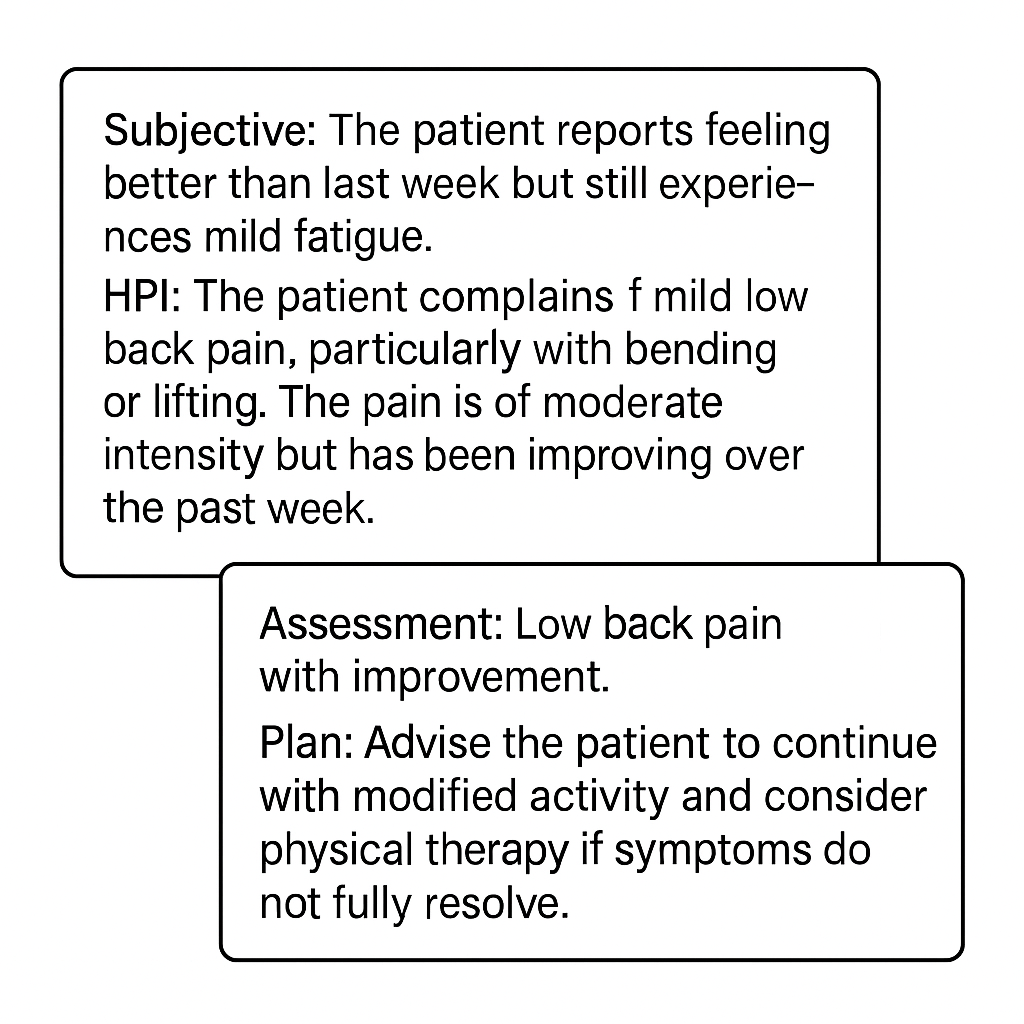 Subjective: The patient reports feeling
better than last week but still experie–
nces mild fatigue.
HPI: The patient complains f mild low
back pain, particularly with bending
or lifting. The pain is of moderate
intensity but has been improving over
the past week.
Assessment: Low back pain
with improvement.
Plan: Advise the patient to continue
with modified activity and consider
physical therapy if symptoms do
not fully resolve.